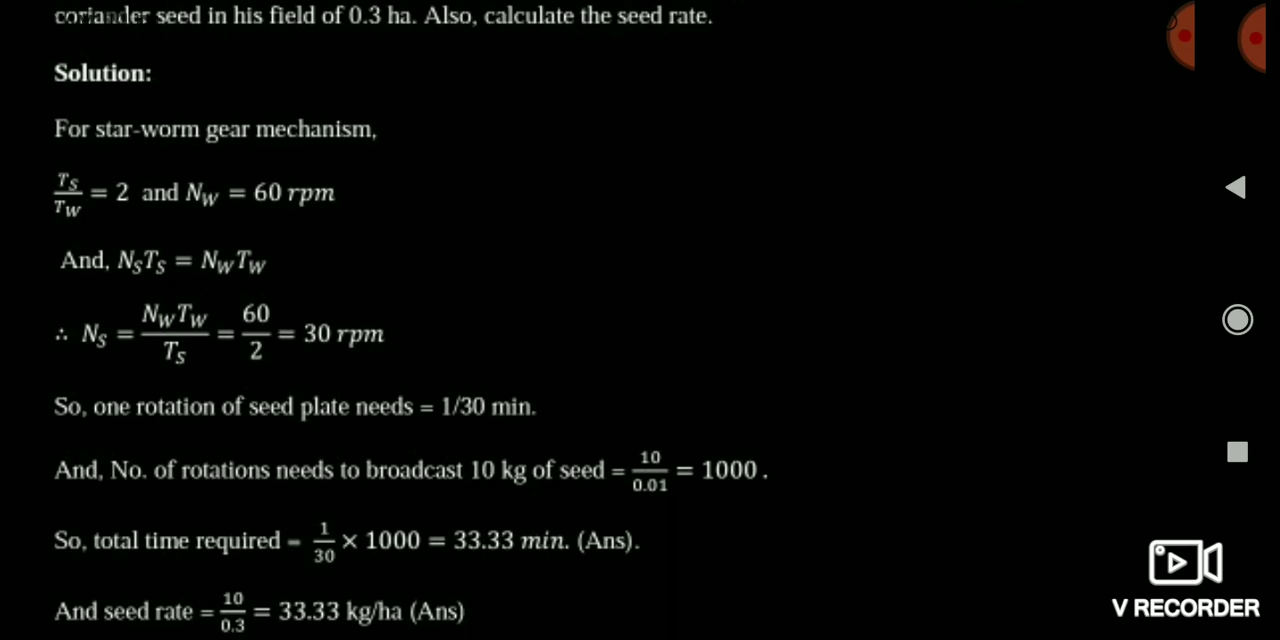 coriander seed in his field of 0.3 ha. Also, calculate the seed rate.
Solution:
For star-worm gear mechanism,
T_S/T_W = 2 and N_W = 60 rpm
And, N_S T_S = N_W T_W
∴ N_S = N_W T_W / T_S = 60/2 = 30 rpm
So, one rotation of seed plate needs = 1/30 min.
And, No. of rotations needs to broadcast 10 kg of seed = 10/0.01 = 1000 .
So, total time required = 1/30 × 1000 = 33.33 min. (Ans).
And seed rate = 10/0.3 = 33.33 kg/ha (Ans)
V RECORDER